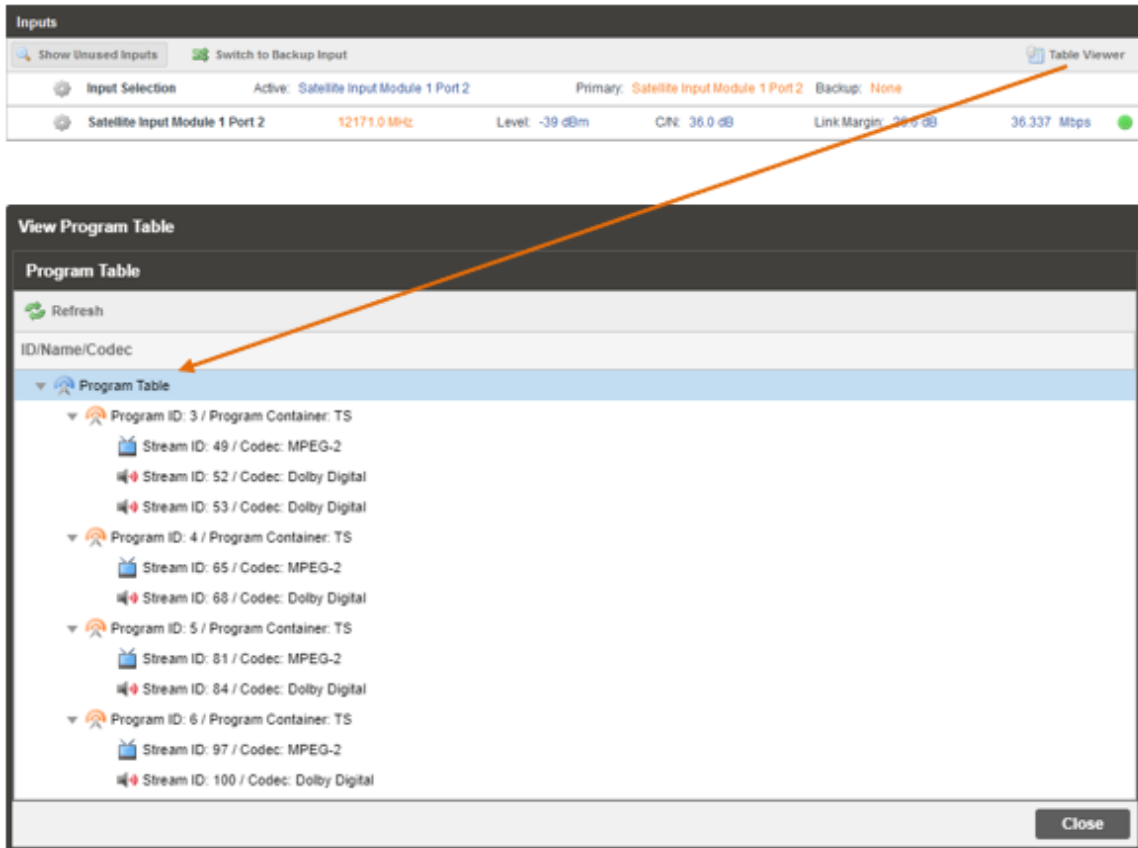 Inputs
Show Unused Inputs Switch to Backup Input Table Viewer
Input Selection Active: Satellite Input Module 1 Port 2 Primary: Satellite Input Module 1 Port 2 Backup: None
Satellite Input Module 1 Port 2 12171.0 MHz Level: -39 dBm C/N: 36.0 dB Link Margin: dB 36.337 Mbps
View Program Table
Program Table
Refresh
ID/Name/Codec
Program Table
Program ID: 3 / Program Container: TS
Stream ID: 49 / Codec: MPEG-2
Stream ID: 52 / Codec: Dolby Digital
Stream ID: 53 / Codec: Dolby Digital
Program ID: 4 / Program Container: TS
Stream ID: 65 / Codec: MPEG-2
Stream ID: 68 / Codec: Dolby Digital
Program ID: 5 / Program Container: TS
Stream ID: 81 / Codec: MPEG-2
Stream ID: 84 / Codec: Dolby Digital
Program ID: 6 / Program Container: TS
Stream ID: 97 / Codec: MPEG-2
Stream ID: 100 / Codec: Dolby Digital
Close